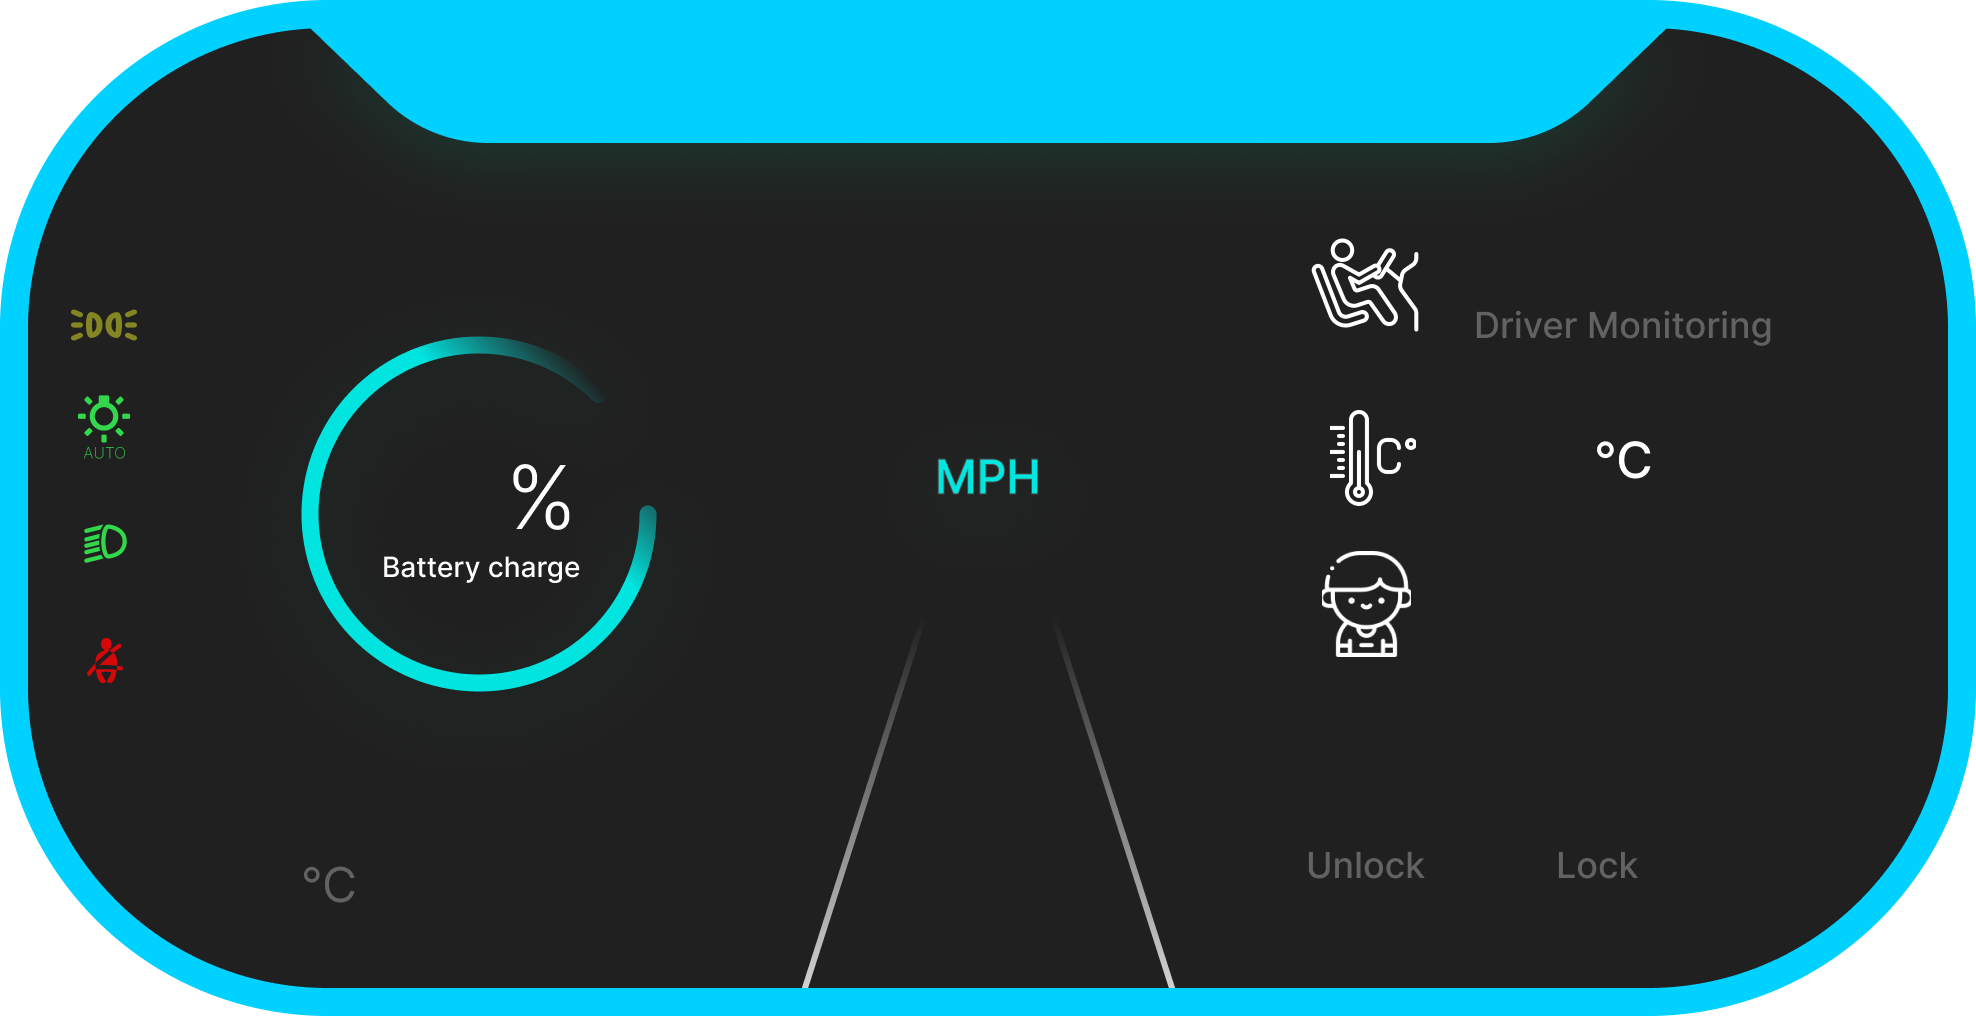 Driver Monitoring
AUTO
C°
°C
MPH
%
Battery charge
°C
Unlock
Lock